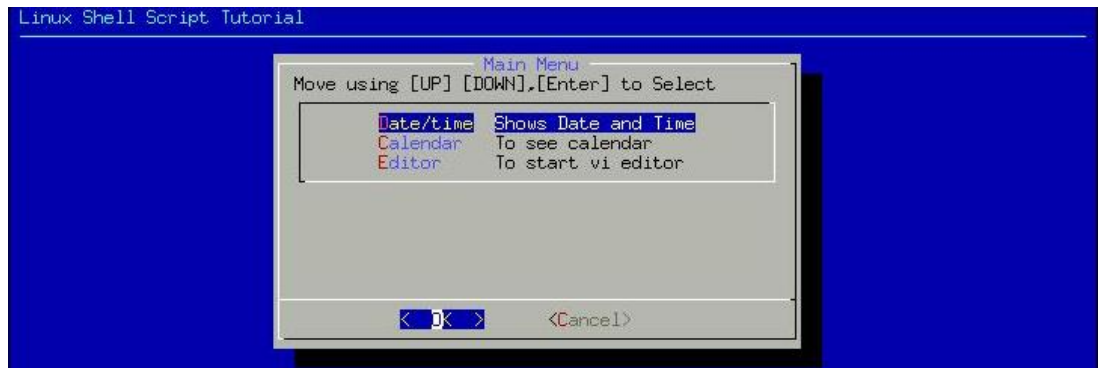 Linux Shell Script Tutorial
Main Menu
Move using [UP] [DOWN],[Enter] to Select
Date/time Shows Date and Time
Calendar To see calendar
Editor To start vi editor
< OK > <Cancel>